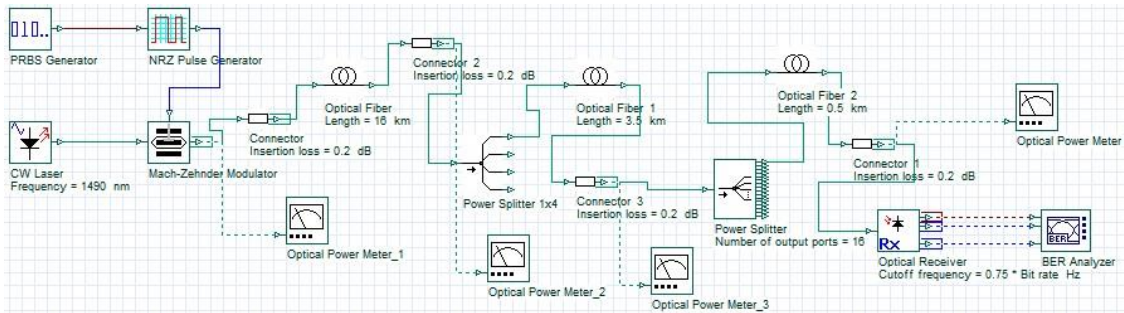 010..
PRBS Generator
NRZ Pulse Generator
Connector 2
Insertion loss = 0.2 dB
Optical Fiber
Length = 16 km
Connector
Insertion loss = 0.2 dB
Optical Fiber 1
Length = 3.5 km
Optical Fiber 2
Length = 0.5 km
Optical Power Meter
CW Laser
Frequency = 1490 nm
Mach-Zehnder Modulator
Power Splitter 1x4
Connector 1
Insertion loss = 0.2 dB
Connector 3
Insertion loss = 0.2 dB
Power Splitter
Number of output ports = 16
Optical Power Meter_1
Optical Power Meter_2
Optical Power Meter_3
Rx
Optical Receiver
Cutoff frequency = 0.75 * Bit rate Hz
BER
BER Analyzer